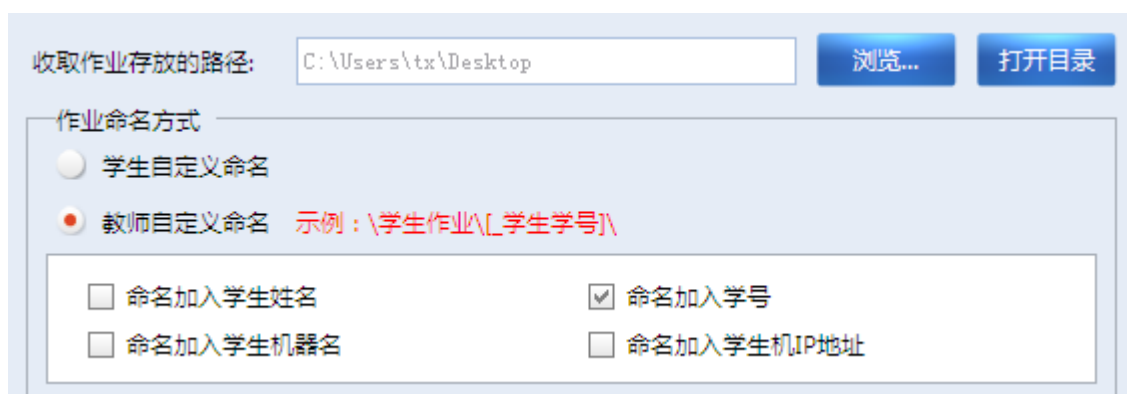 收取作业存放的路径: C:\Users\tx\Desktop 浏览... 打开目录
作业命名方式
学生自定义命名
教师自定义命名 示例：\学生作业\[_学生学号]\
命名加入学生姓名 命名加入学号
命名加入学生机器名 命名加入学生机IP地址